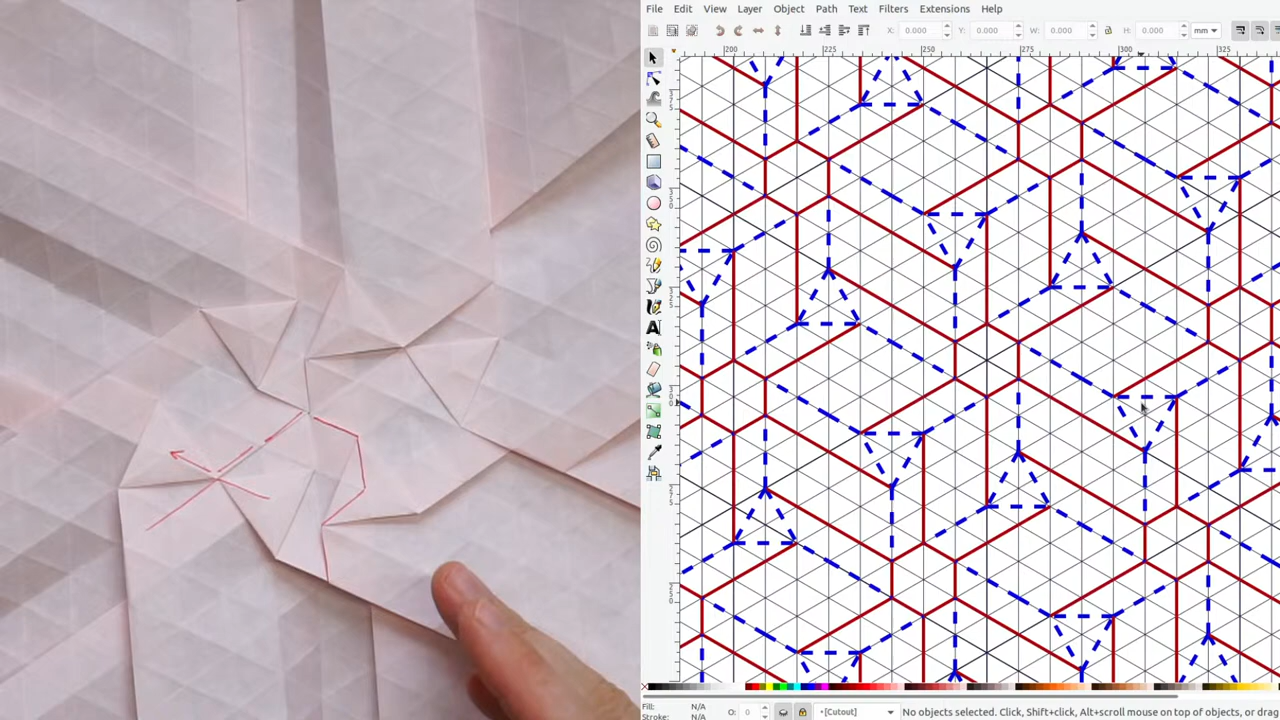 File Edit View Layer Object Path Text Filters Extensions Help
X: 0.000 Y: 0.000 W: 0.000 H: 0.000 mm
200 225 250 275 300 325
Fill: N/A
Stroke: N/A
O: 0
•[Cutout]
No objects selected. Click, Shift+click, Alt+scroll mouse on top of objects, or drag